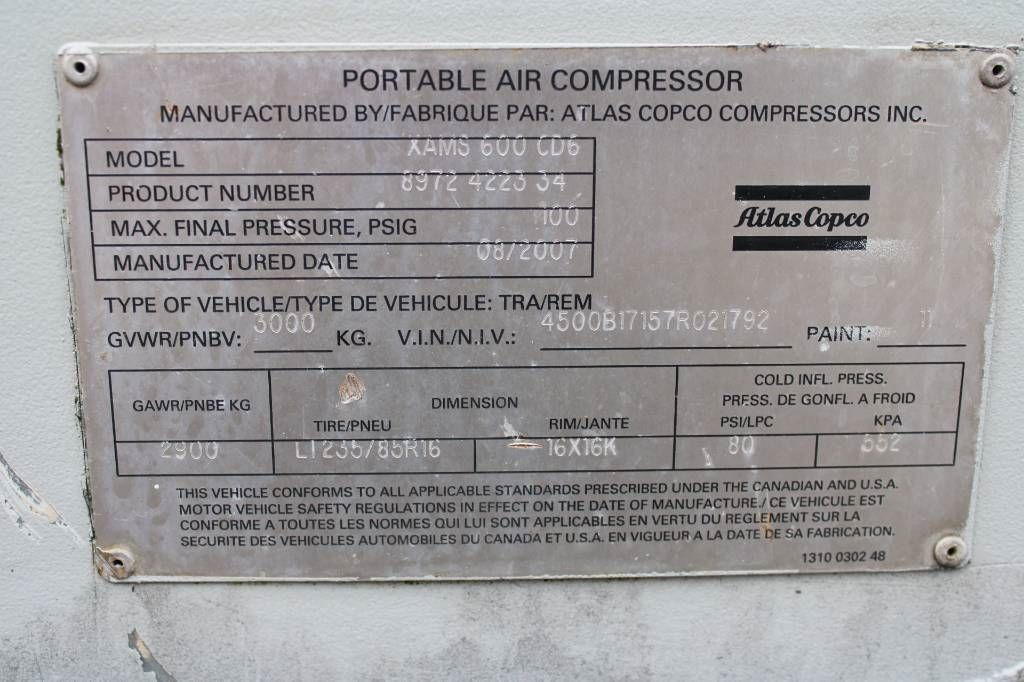 PORTABLE AIR COMPRESSOR
MANUFACTURED BY/FABRIQUE PAR: ATLAS COPCO COMPRESSORS INC.
MODEL XAMS 600 CD6
PRODUCT NUMBER 8972 4223 34
MAX. FINAL PRESSURE, PSIG 100
MANUFACTURED DATE 08/2007
Atlas Copco
TYPE OF VEHICLE/TYPE DE VEHICULE: TRA/REM
GVWR/PNBV: 3000 KG. V.I.N./N.I.V.: 4500B17157R021792 PAINT: 11
COLD INFL. PRESS.
GAWR/PNBE KG DIMENSION PRESS. DE GONFL. A FROID
TIRE/PNEU RIM/JANTE PSI/LPC KPA
2900 LT235/85R16 16X16K 80 552
THIS VEHICLE CONFORMS TO ALL APPLICABLE STANDARDS PRESCRIBED UNDER THE CANADIAN AND U.S.A.
MOTOR VEHICLE SAFETY REGULATIONS IN EFFECT ON THE DATE OF MANUFACTURE./ CE VEHICULE EST
CONFORME A TOUTES LES NORMES QUI LUI SONT APPLICABLES EN VERTU DU REGLEMENT SUR LA
SECURITE DES VEHICULES AUTOMOBILES DU CANADA ET U.S.A. EN VIGUEUR A LA DATE DE SA FABRICATION.
1310 0302 48